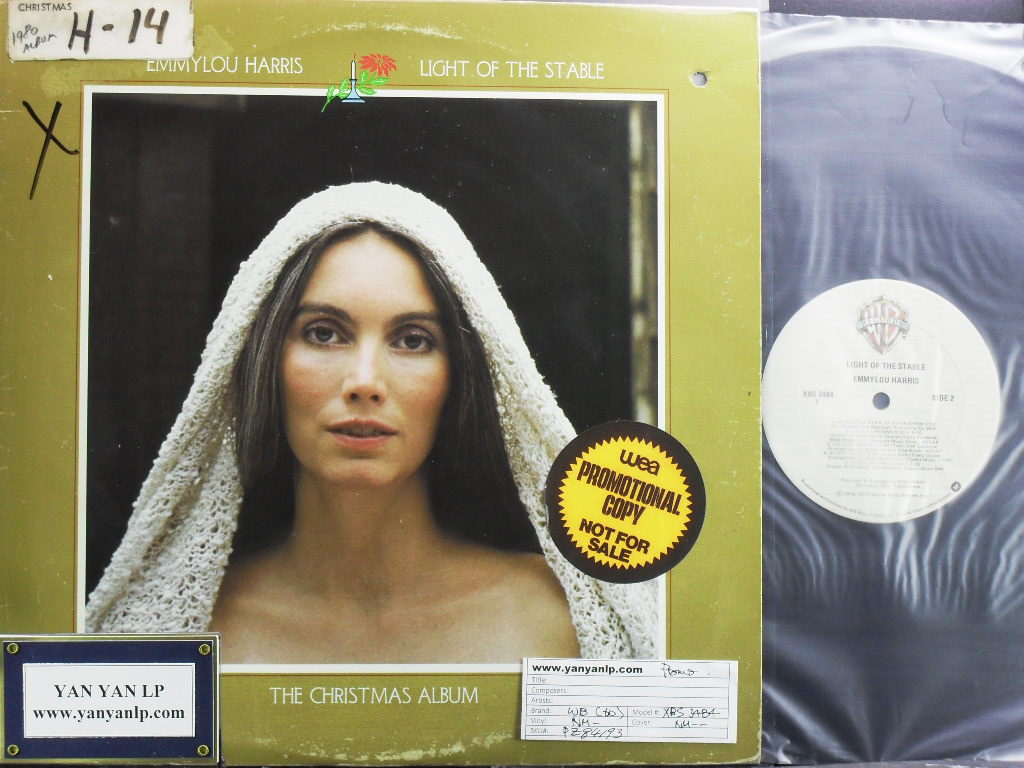 CHRISTMAS
1980 ALBUM
H-14
X
EMMYLOU HARRIS
LIGHT OF THE STABLE
wea
PROMOTIONAL
COPY
NOT FOR
SALE
THE CHRISTMAS ALBUM
YAN YAN LP
www.yanyanlp.com
www.yanyanlp.com Promo.
Title:
Composers:
Artists:
Brand: WB (to) Model #: XBS 3484
Vinyl: NM- Cover: NM--
SKU#: PZ84193
LIGHT OF THE STABLE
EMMYLOU HARRIS
XBS 3484
SIDE 2